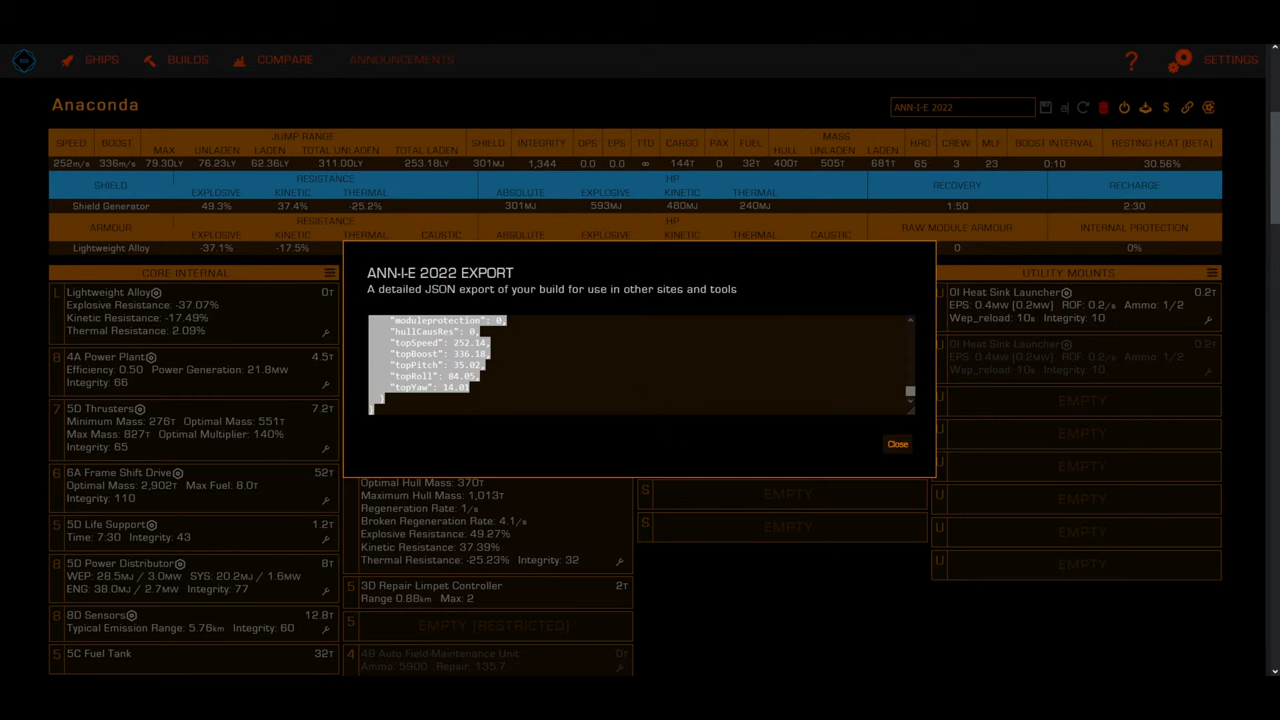 SHIPS BUILDS COMPARE ANNOUNCEMENTS ? SETTINGS
Anaconda
ANN-I-E 2022
SPEED BOOST JUMP RANGE SHIELD INTEGRITY DPS EPS TTD CARGO PAX FUEL MASS HRD CREW MLF BOOST INTERVAL RESTING HEAT (BETA)
MAX UNLADEN LADEN TOTAL UNLADEN TOTAL LADEN HULL UNLADEN LADEN
252m/s 336m/s 79.30LY 76.23LY 62.36LY 311.00LY 253.18LY 301MJ 1,344 0.0 0.0 ∞ 144T 0 32T 400T 505T 681T 65 3 23 0:10 30.56%
SHIELD RESISTANCE HP RECOVERY RECHARGE
EXPLOSIVE KINETIC THERMAL ABSOLUTE EXPLOSIVE KINETIC THERMAL
Shield Generator 49.3% 37.4% -25.2% 301MJ 593MJ 480MJ 240MJ 1:50 2:30
ARMOUR RESISTANCE HP RAW MODULE ARMOUR INTERNAL PROTECTION
EXPLOSIVE KINETIC THERMAL CAUSTIC ABSOLUTE EXPLOSIVE KINETIC THERMAL CAUSTIC
Lightweight Alloy -37.1% -17.5% 0 0%
CORE INTERNAL
L Lightweight Alloy 0T
Explosive Resistance: -37.07%
Kinetic Resistance: -17.49%
Thermal Resistance: 2.09%
8 4A Power Plant 4.5T
Efficiency: 0.50 Power Generation: 21.8MW
Integrity: 66
7 5D Thrusters 7.2T
Minimum Mass: 276T Optimal Mass: 551T
Max Mass: 827T Optimal Multiplier: 140%
Integrity: 65
6 6A Frame Shift Drive 52T
Optimal Mass: 2,902T Max Fuel: 8.0T
Integrity: 110
5 5D Life Support 1.2T
Time: 7:30 Integrity: 43
8 5D Power Distributor 8T
WEP: 28.5MJ / 3.0MW SYS: 20.2MJ / 1.6MW
ENG: 38.0MJ / 2.7MW Integrity: 77
8 8D Sensors 12.8T
Typical Emission Range: 5.76km Integrity: 60
5 5C Fuel Tank 32T
ANN-I-E 2022 EXPORT
A detailed JSON export of your build for use in other sites and tools
"moduleprotection": 0,
"hullCausRes": 0,
"topSpeed": 252.14,
"topBoost": 336.18,
"topPitch": 35.02,
"topRoll": 84.05,
"topYaw": 14.01
}
}
Close
Optimal Hull Mass: 370T
Maximum Hull Mass: 1,013T
Regeneration Rate: 1/s
Broken Regeneration Rate: 4.1/s
Explosive Resistance: 49.27%
Kinetic Resistance: 37.39%
Thermal Resistance: -25.23% Integrity: 32
5 3D Repair Limpet Controller 2T
Range 0.88km Max: 2
5 EMPTY (RESTRICTED)
4 4B Auto Field-Maintenance Unit 0T
Ammo: 5900 Repair: 135.7
S EMPTY
S EMPTY
UTILITY MOUNTS
U 0I Heat Sink Launcher 0.2T
EPS: 0.4MW [0.2MW] ROF: 0.2/s Ammo: 1/2
Wep_reload: 10s Integrity: 10
U 0I Heat Sink Launcher 0.2T
EPS: 0.4MW [0.2MW] ROF: 0.2/s Ammo: 1/2
Wep_reload: 10s Integrity: 10
U EMPTY
U EMPTY
U EMPTY
U EMPTY
U EMPTY
U EMPTY